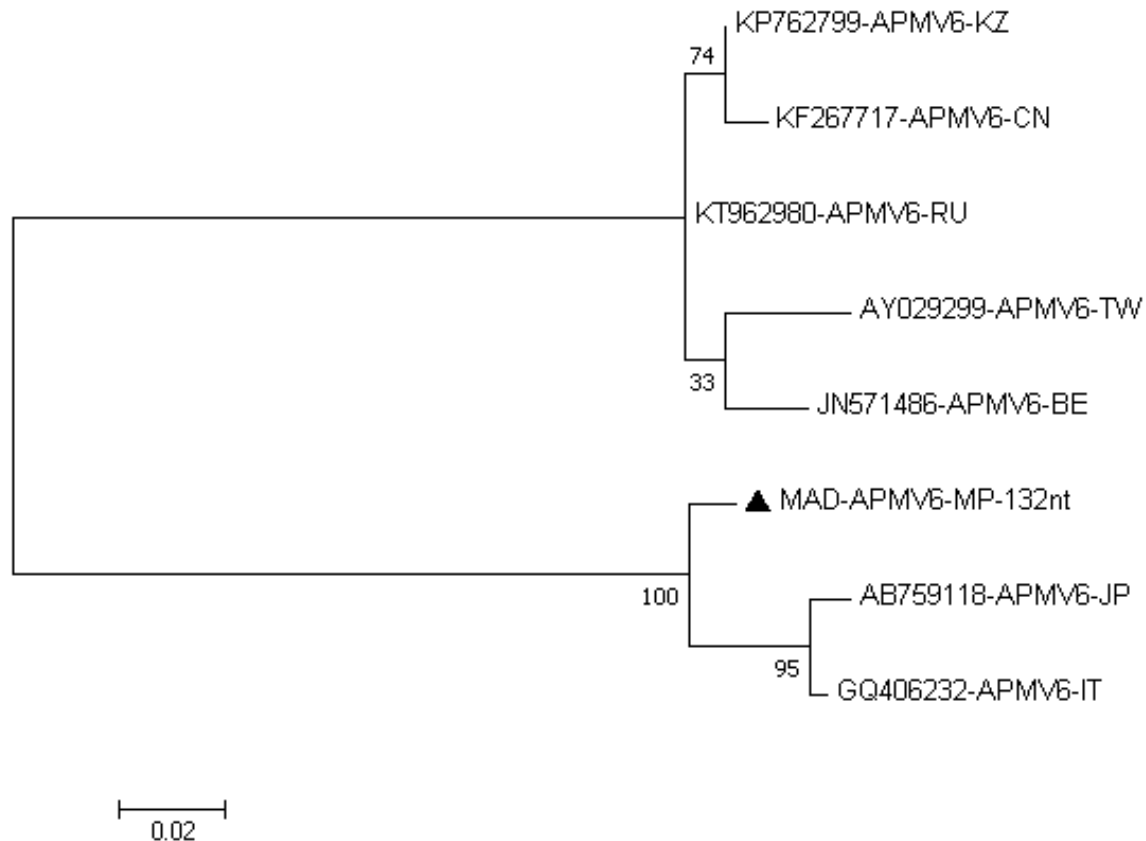 KP762799-APMV6-KZ
74
KF267717-APMV6-CN
KT962980-APMV6-RU
AY029299-APMV6-TW
33
JN571486-APMV6-BE
MAD-APMV6-MP-132nt
100
AB759118-APMV6-JP
95
GQ406232-APMV6-IT
0.02